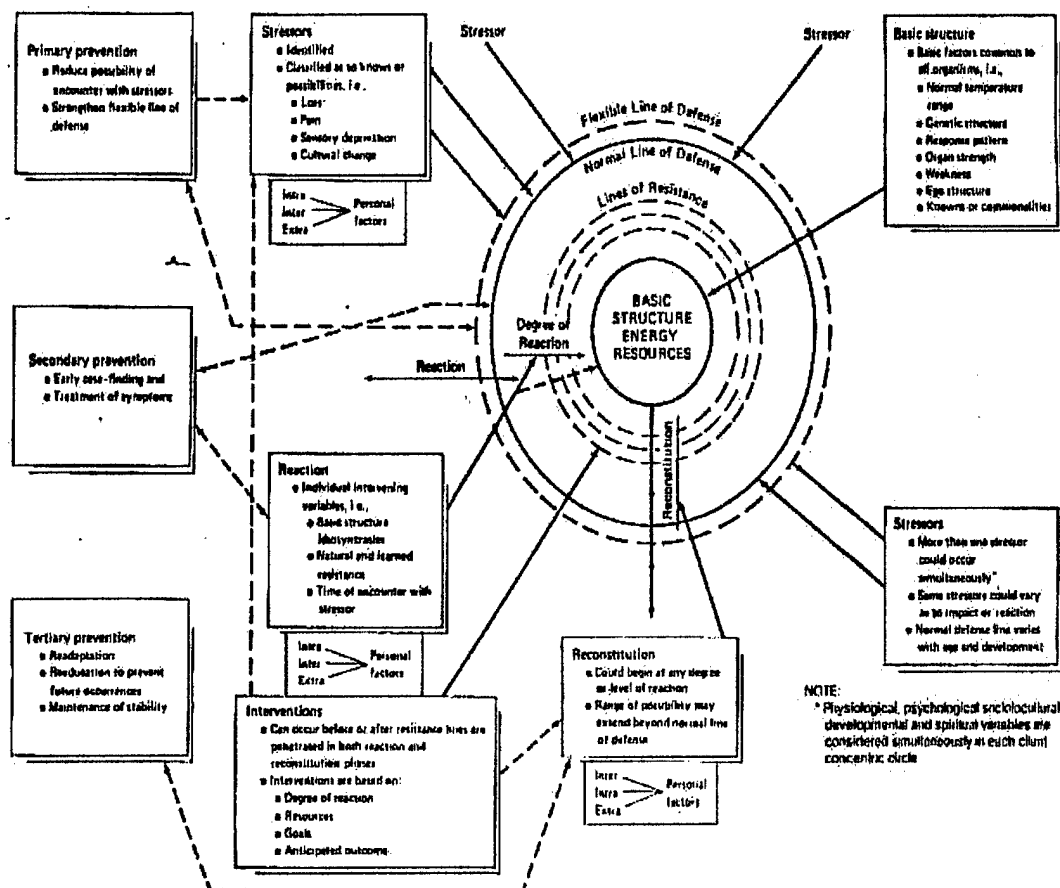 Primary prevention
Reduce possibility of
encounter with stressors
Strengthen flexible line of
defense
Stressors
Identified
Classified as to knows or
possibilities, i.e.,
Loss
Pain
Sensory deprivation
Cultural change
Intra
Inter
Extra
Personal
factors
Stressor
Stressor
Basic structure
Basic factors common to
all organisms, i.e.,
Normal temperature
range
Genetic structure
Response pattern
Organ strength
Weakness
Ego structure
Knowns or commonalities
Flexible Line of Defense
Normal Line of Defense
Lines of Resistance
BASIC
STRUCTURE
ENERGY
RESOURCES
Degree of
Reaction
Reaction
Reconstitution
Secondary prevention
Early case-finding and
Treatment of symptoms
Reaction
Individual intervening
variables, i.e.,
Basic structure
idiosyncrasies
Natural and learned
resistance
Time of encounter with
stressor
Intra
Inter
Extra
Personal
factors
Stressors
More than one stressor
could occur
simultaneously*
Same stressors could vary
as to impact or reaction
Normal defense line varies
with age and development
Tertiary prevention
Readaptation
Reeducation to prevent
future occurrences
Maintenance of stability
Interventions
Can occur before or after resistance lines are
penetrated in both reaction and
reconstitution phases
Interventions are based on:
Degree of reaction
Resources
Goals
Anticipated outcome
Reconstitution
Could begin at any degree
or level of reaction
Range of possibility may
extend beyond normal line
of defense
Inter
Intra
Extra
Personal
factors
NOTE:
* Physiological, psychological sociocultural
developmental and spiritual variables are
considered simultaneously in each client
concentric circle